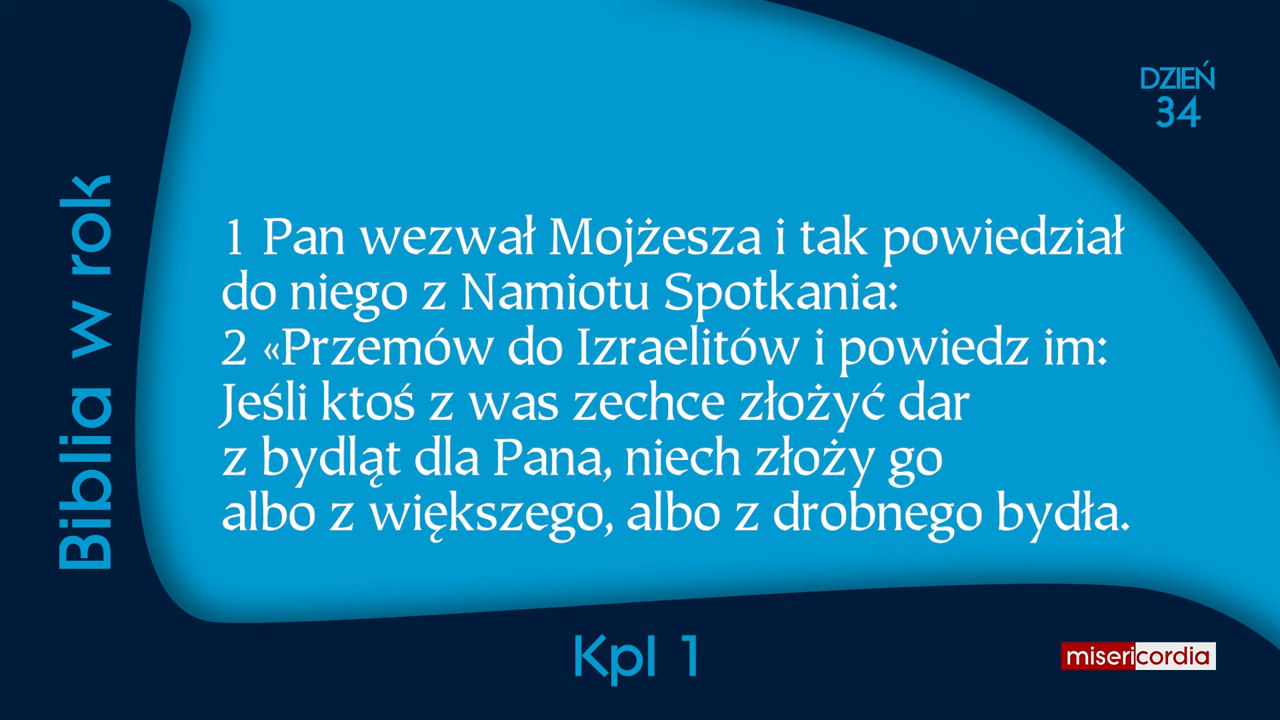 DZIEŃ
34
Biblia w rok
1 Pan wezwał Mojżesza i tak powiedział
do niego z Namiotu Spotkania:
2 «Przemów do Izraelitów i powiedz im:
Jeśli ktoś z was zechce złożyć dar
z bydląt dla Pana, niech złoży go
albo z większego, albo z drobnego bydła.
Kpl 1
misericordia